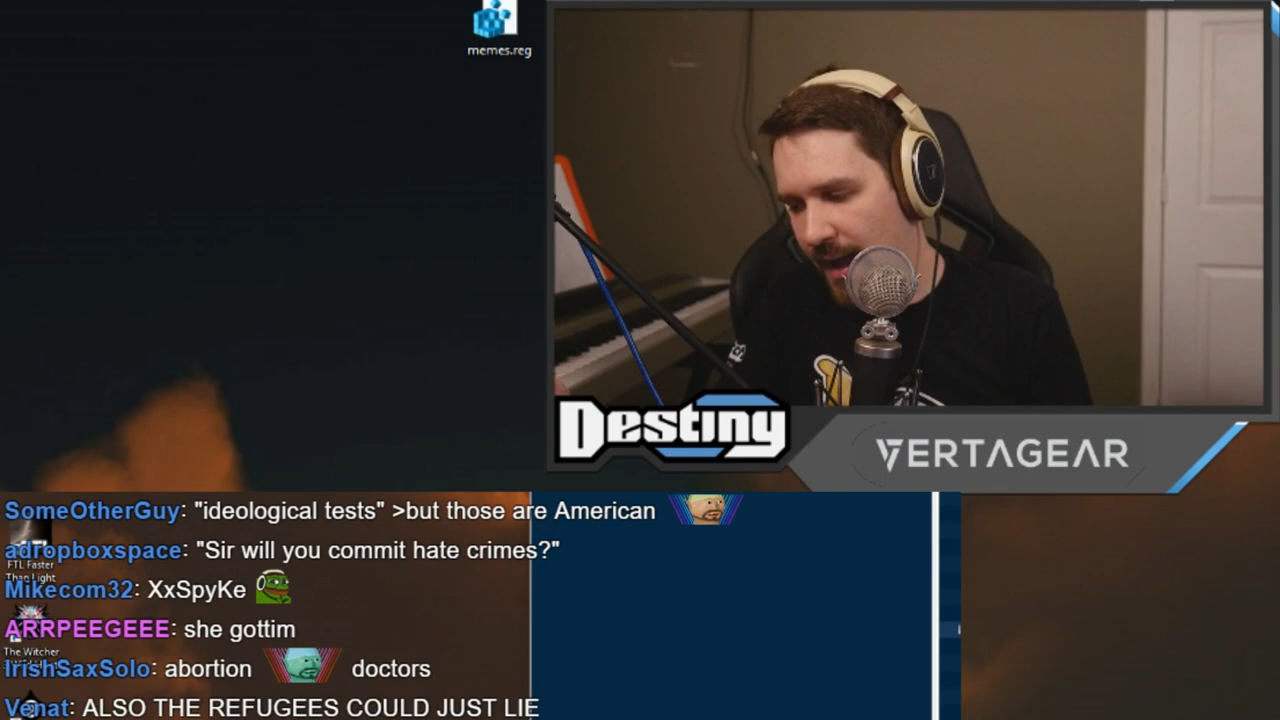 memes.reg
Destiny
VERTAGEAR
SomeOtherGuy: "ideological tests" >but those are American
adropboxspace: "Sir will you commit hate crimes?"
FTL Faster
Than Light
Mikecom32: XxSpyKe
ARRPEEGEEE: she gottim
The Witcher
IrishSaxSolo: abortion doctors
Venat: ALSO THE REFUGEES COULD JUST LIE